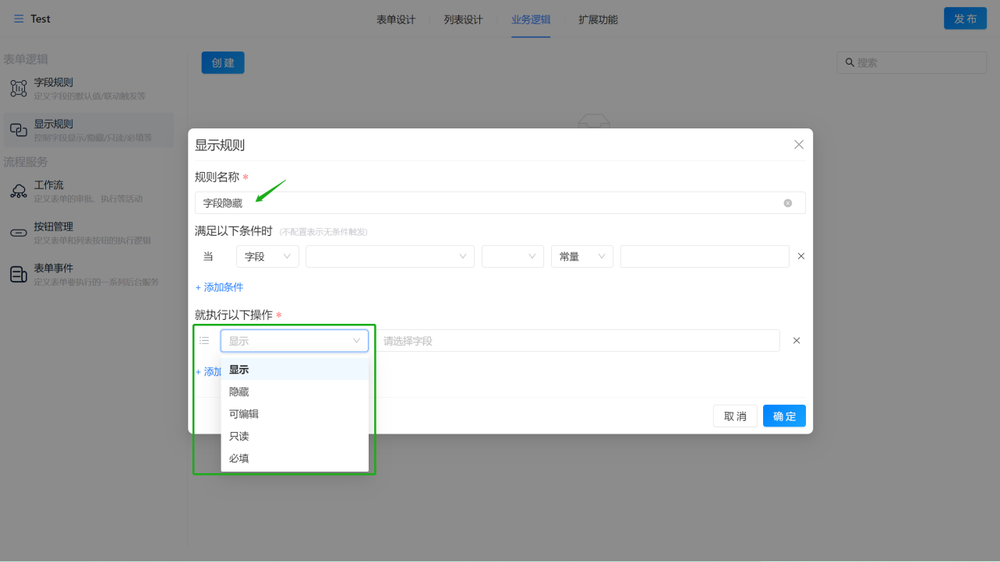 Test
表单设计
列表设计
业务逻辑
扩展功能
发 布
表单逻辑
字段规则
定义字段的默认值/联动触发等
显示规则
控制字段显示/隐藏/只读/必填等
流程服务
工作流
定义表单的审批、执行等活动
按钮管理
定义表单和列表按钮的执行逻辑
表单事件
定义表单要执行的一系列后台服务
创 建
搜索
显示规则
规则名称 *
字段隐藏
满足以下条件时 (不配置表示无条件触发)
当
字段
常量
+ 添加条件
就执行以下操作 *
显示
请选择字段
+ 添加
显示
隐藏
可编辑
只读
必填
取 消
确 定